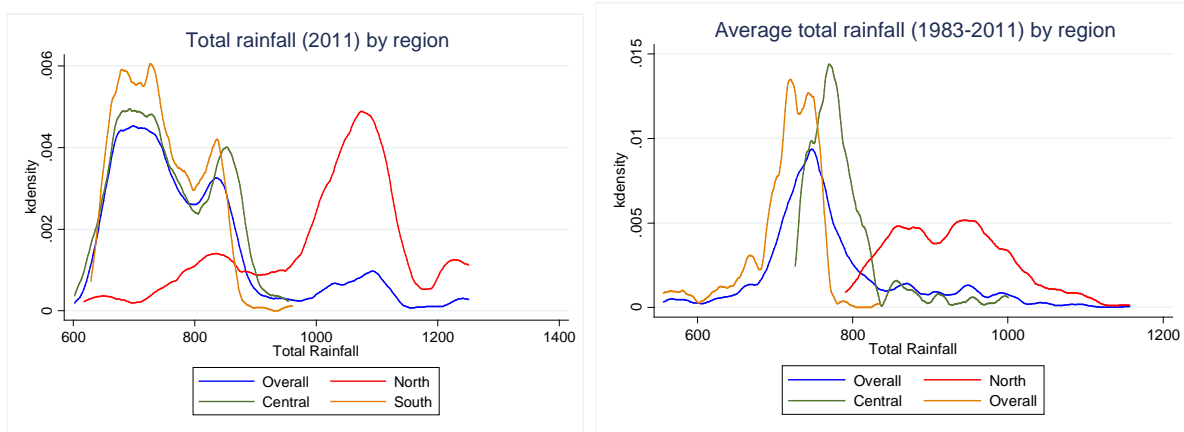 Total rainfall (2011) by region
kdensity
0
.002
.004
.006
600
800
1000
1200
1400
Total Rainfall
Overall
North
Central
South
Average total rainfall (1983-2011) by region
kdensity
0
.005
.01
.015
600
800
1000
1200
Total Rainfall
Overall
North
Central
Overall